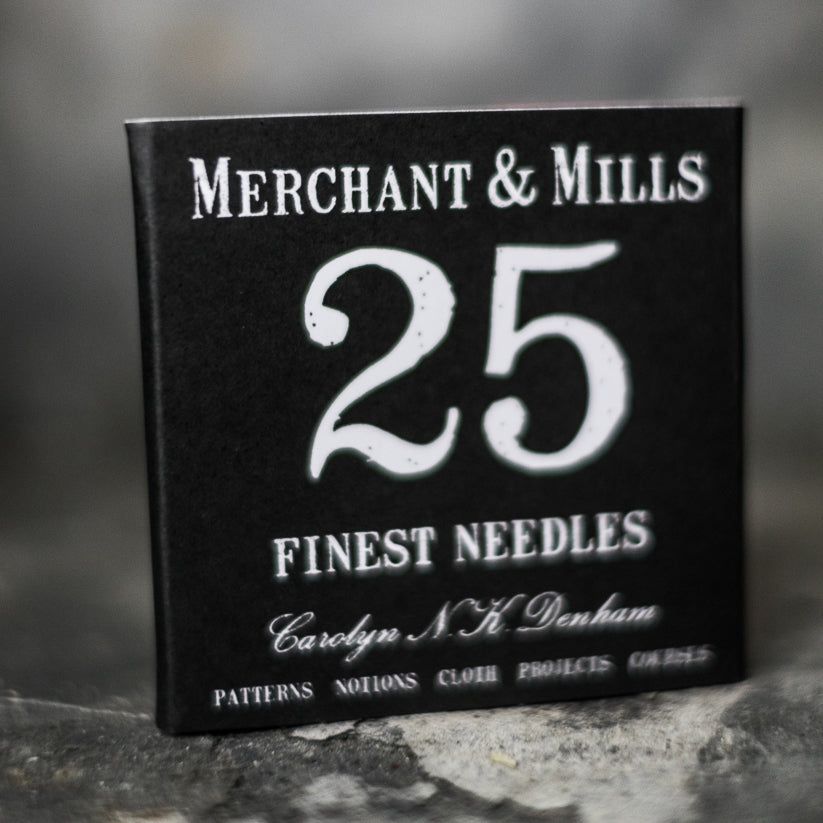 MERCHANT & MILLS
25
FINEST NEEDLES
Carolyn N.K. Denham
PATTERNS NOTIONS CLOTH PROJECTS COURSES